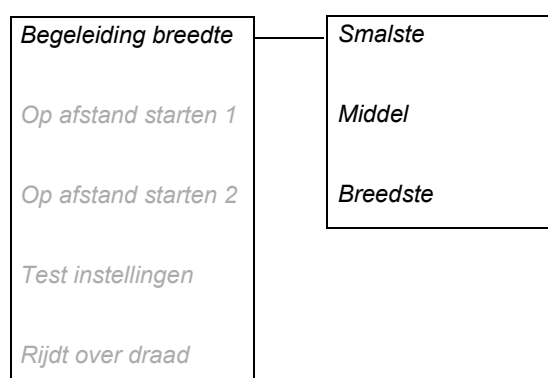 Begeleiding breedte
Op afstand starten 1
Op afstand starten 2
Test instellingen
Rijdt over draad
Smalste
Middel
Breedste